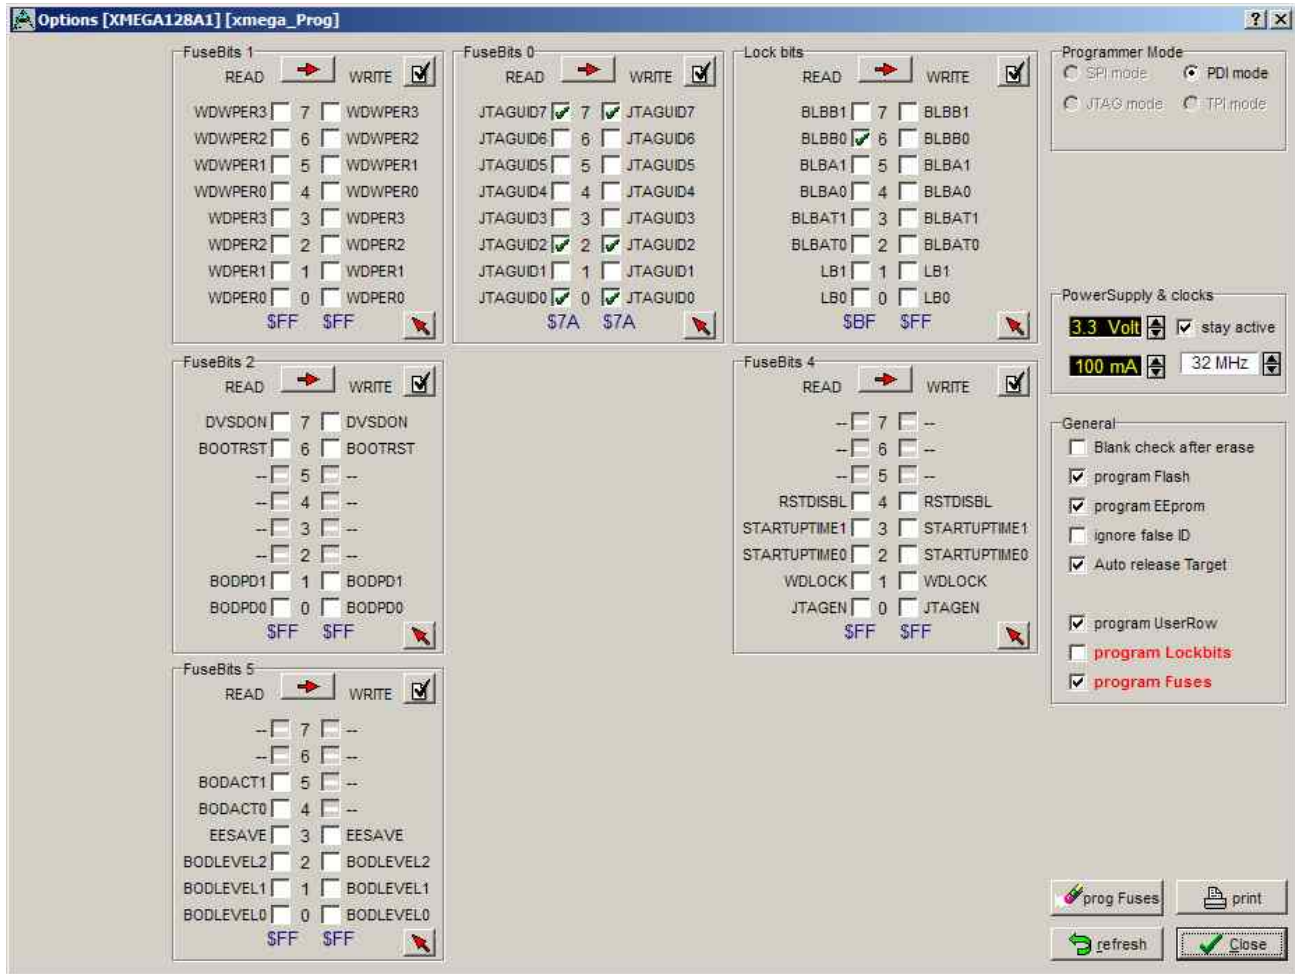 Options [XMEGA128A1] [xmega_Prog]
FuseBits 1
READ WRITE
WDWPER3 7 WDWPER3
WDWPER2 6 WDWPER2
WDWPER1 5 WDWPER1
WDWPER0 4 WDWPER0
WDPER3 3 WDPER3
WDPER2 2 WDPER2
WDPER1 1 WDPER1
WDPER0 0 WDPER0
$FF $FF
FuseBits 0
READ WRITE
JTAGUID7 7 JTAGUID7
JTAGUID6 6 JTAGUID6
JTAGUID5 5 JTAGUID5
JTAGUID4 4 JTAGUID4
JTAGUID3 3 JTAGUID3
JTAGUID2 2 JTAGUID2
JTAGUID1 1 JTAGUID1
JTAGUID0 0 JTAGUID0
$7A $7A
Lock bits
READ WRITE
BLBB1 7 BLBB1
BLBB0 6 BLBB0
BLBA1 5 BLBA1
BLBA0 4 BLBA0
BLBAT1 3 BLBAT1
BLBAT0 2 BLBAT0
LB1 1 LB1
LB0 0 LB0
$BF $FF
Programmer Mode
SPI mode PDI mode
JTAG mode TPI mode
PowerSupply & clocks
3.3 Volt stay active
100 mA 32 MHz
FuseBits 2
READ WRITE
DVSDON 7 DVSDON
BOOTRST 6 BOOTRST
-- 5 --
-- 4 --
-- 3 --
-- 2 --
BODPD1 1 BODPD1
BODPD0 0 BODPD0
$FF $FF
FuseBits 4
READ WRITE
-- 7 --
-- 6 --
-- 5 --
RSTDISBL 4 RSTDISBL
STARTUPTIME1 3 STARTUPTIME1
STARTUPTIME0 2 STARTUPTIME0
WDLOCK 1 WDLOCK
JTAGEN 0 JTAGEN
$FF $FF
General
Blank check after erase
program Flash
program EEprom
ignore false ID
Auto release Target
program UserRow
program Lockbits
program Fuses
FuseBits 5
READ WRITE
-- 7 --
-- 6 --
BODACT1 5 --
BODACT0 4 --
EESAVE 3 EESAVE
BODLEVEL2 2 BODLEVEL2
BODLEVEL1 1 BODLEVEL1
BODLEVEL0 0 BODLEVEL0
$FF $FF
prog Fuses print
refresh Close